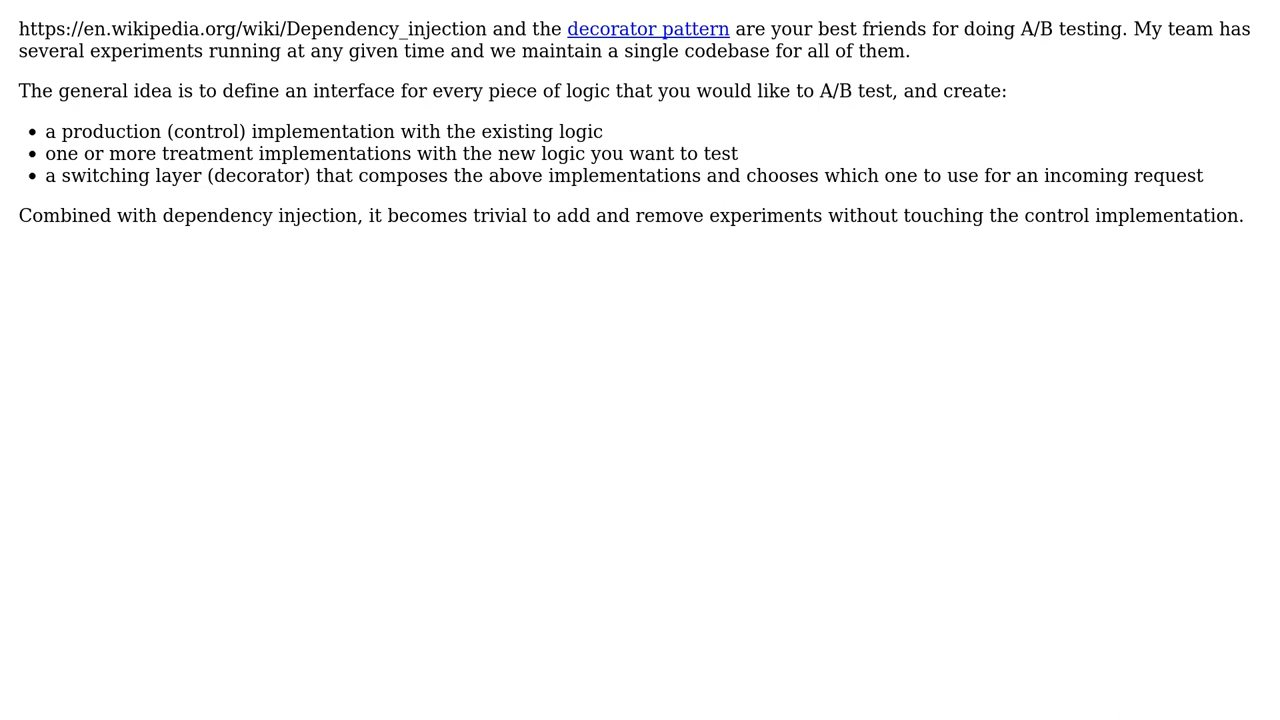 https://en.wikipedia.org/wiki/Dependency_injection and the decorator pattern are your best friends for doing A/B testing. My team has
several experiments running at any given time and we maintain a single codebase for all of them.
The general idea is to define an interface for every piece of logic that you would like to A/B test, and create:
• a production (control) implementation with the existing logic
• one or more treatment implementations with the new logic you want to test
• a switching layer (decorator) that composes the above implementations and chooses which one to use for an incoming request
Combined with dependency injection, it becomes trivial to add and remove experiments without touching the control implementation.